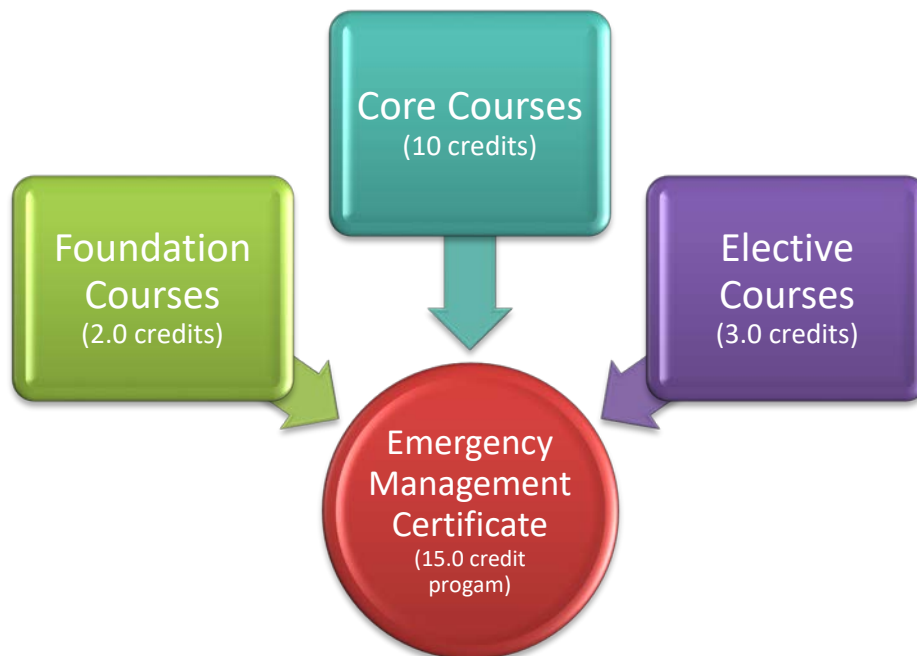 Core Courses
(10 credits)
Foundation
Courses
(2.0 credits)
Elective
Courses
(3.0 credits)
Emergency
Management
Certificate
(15.0 credit
progam)